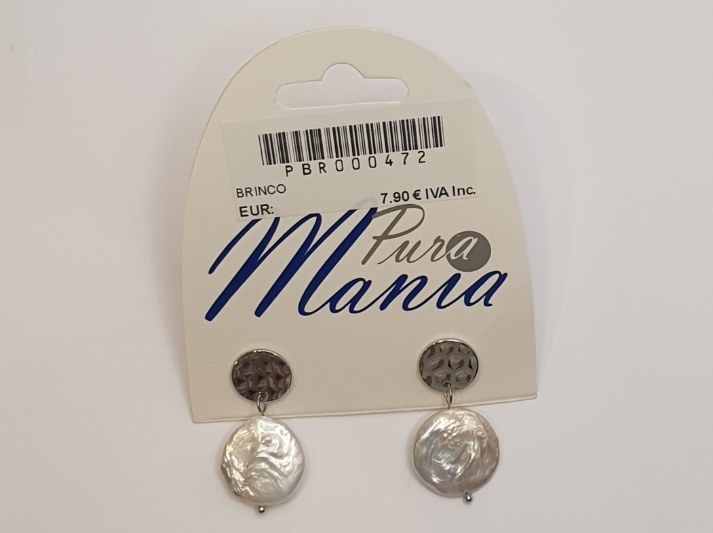 PBR000472
BRINCO
EUR: 7.90 € IVA Inc.
Pura
Mania